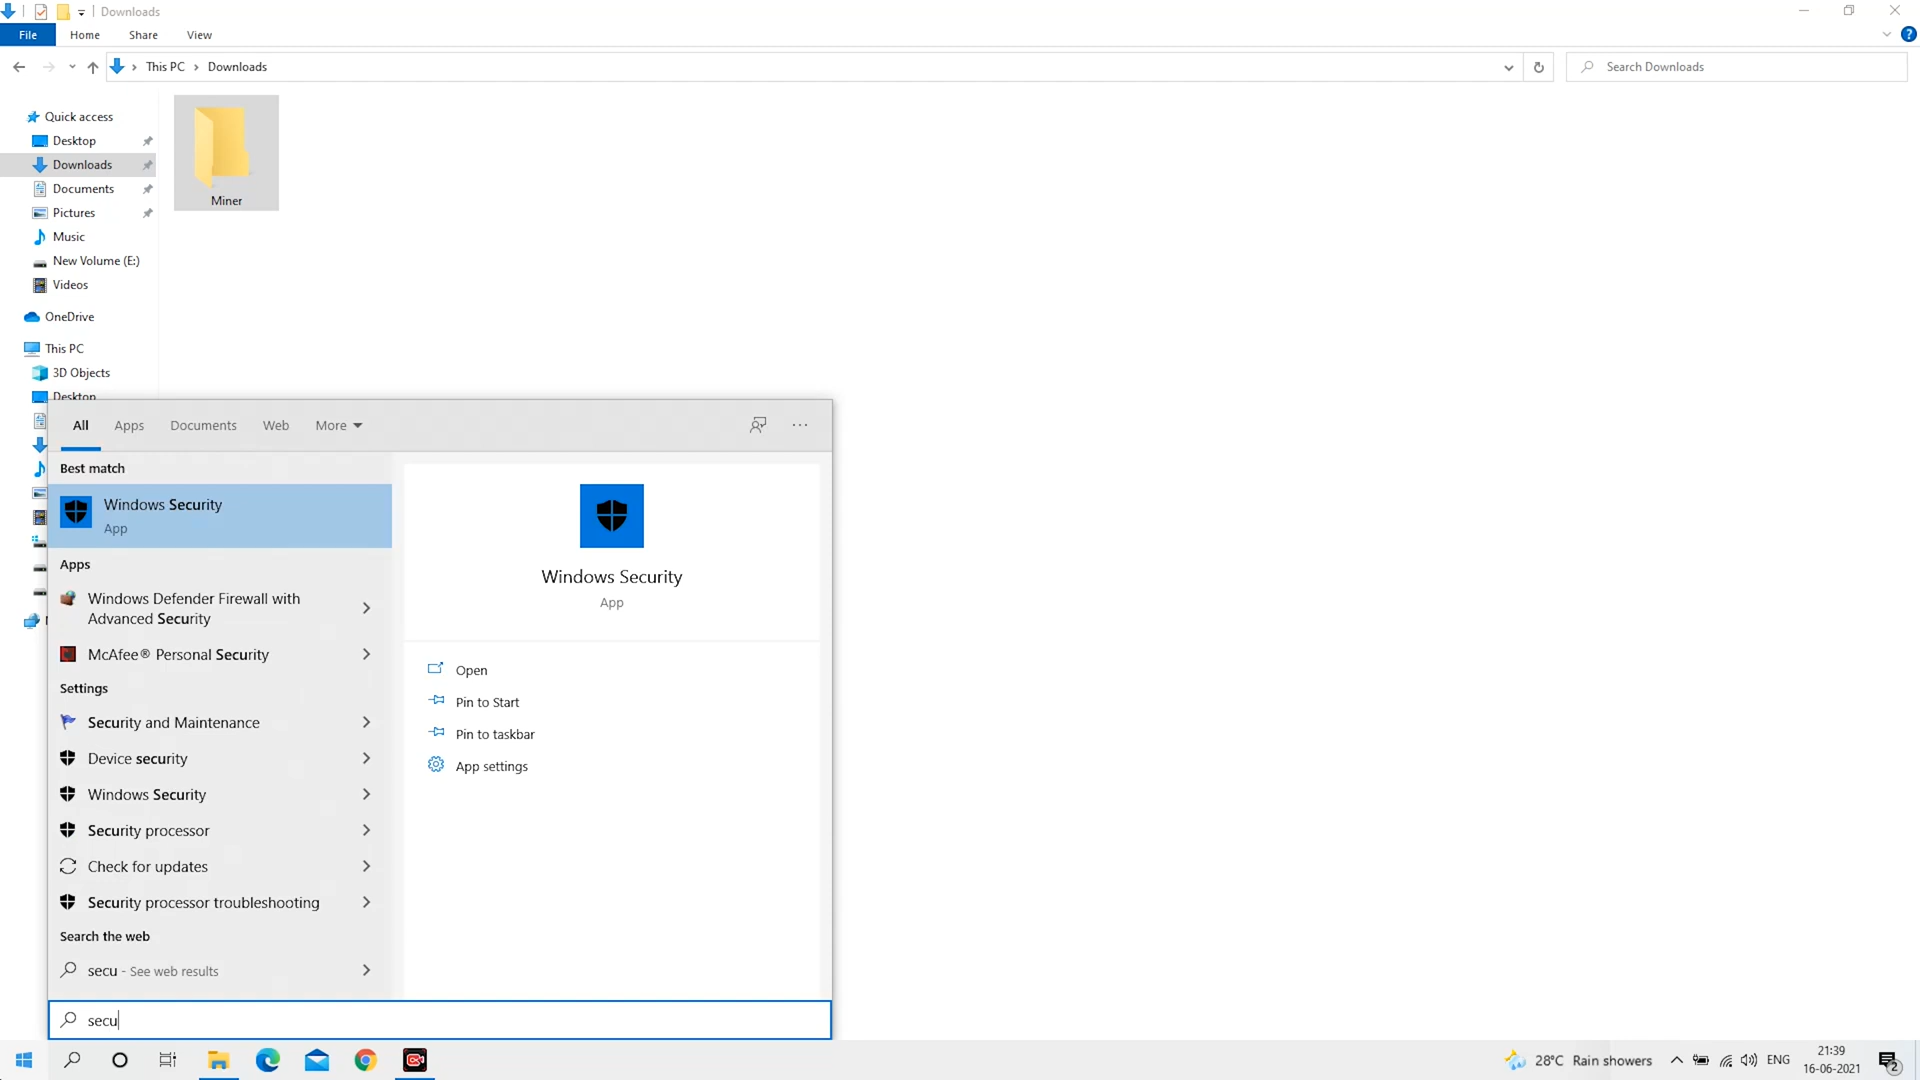 Downloads
File Home Share View
This PC Downloads
Search Downloads
Quick access
Desktop
Downloads
Documents
Pictures
Music
New Volume (E:)
Videos
OneDrive
This PC
3D Objects
Desktop
Miner
All Apps Documents Web More
Best match
Windows Security
App
Apps
Windows Defender Firewall with
Advanced Security
McAfee® Personal Security
Settings
Security and Maintenance
Device security
Windows Security
Security processor
Check for updates
Security processor troubleshooting
Search the web
secu - See web results
Windows Security
App
Open
Pin to Start
Pin to taskbar
App settings
secu
28°C Rain showers
ENG
21:39
16-06-2021
2